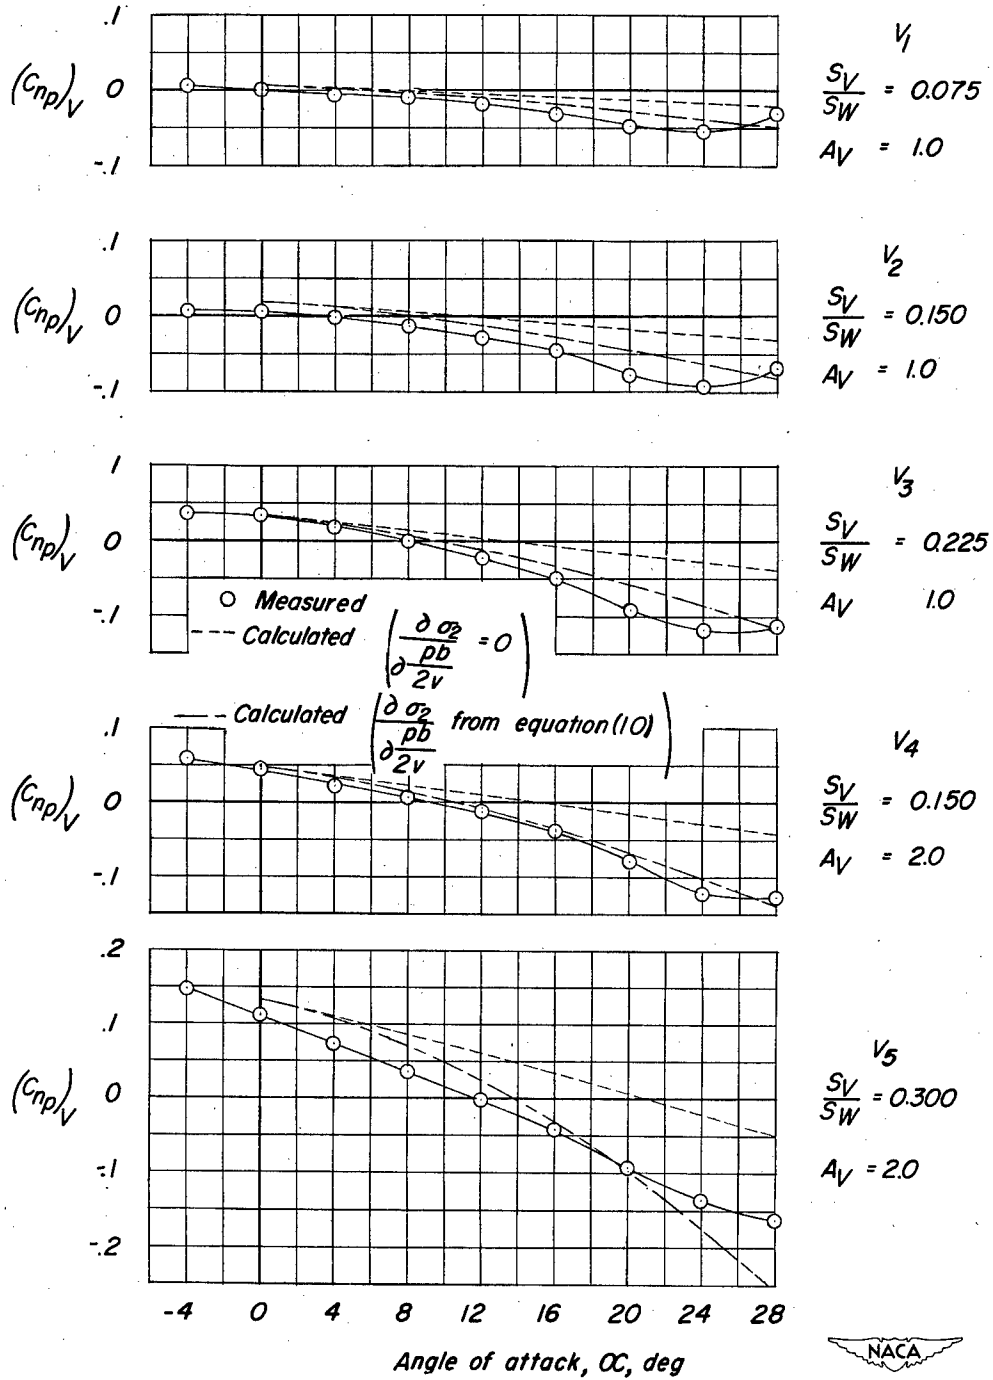 .1
(Cnp)V 0
-.1
V1
SV/SW = 0.075
AV = 1.0
.1
(Cnp)V 0
-.1
V2
SV/SW = 0.150
AV = 1.0
1
(Cnp)V 0
-.1
V3
SV/SW = 0.225
AV 1.0
Measured
Calculated (∂σ2/∂ pb/2v = 0)
Calculated (∂σ2/∂ pb/2v from equation (10))
.1
(Cnp)V 0
-.1
V4
SV/SW = 0.150
AV = 2.0
.2
.1
(Cnp)V 0
-.1
-.2
V5
SV/SW = 0.300
AV = 2.0
-4 0 4 8 12 16 20 24 28
Angle of attack, α, deg
NACA